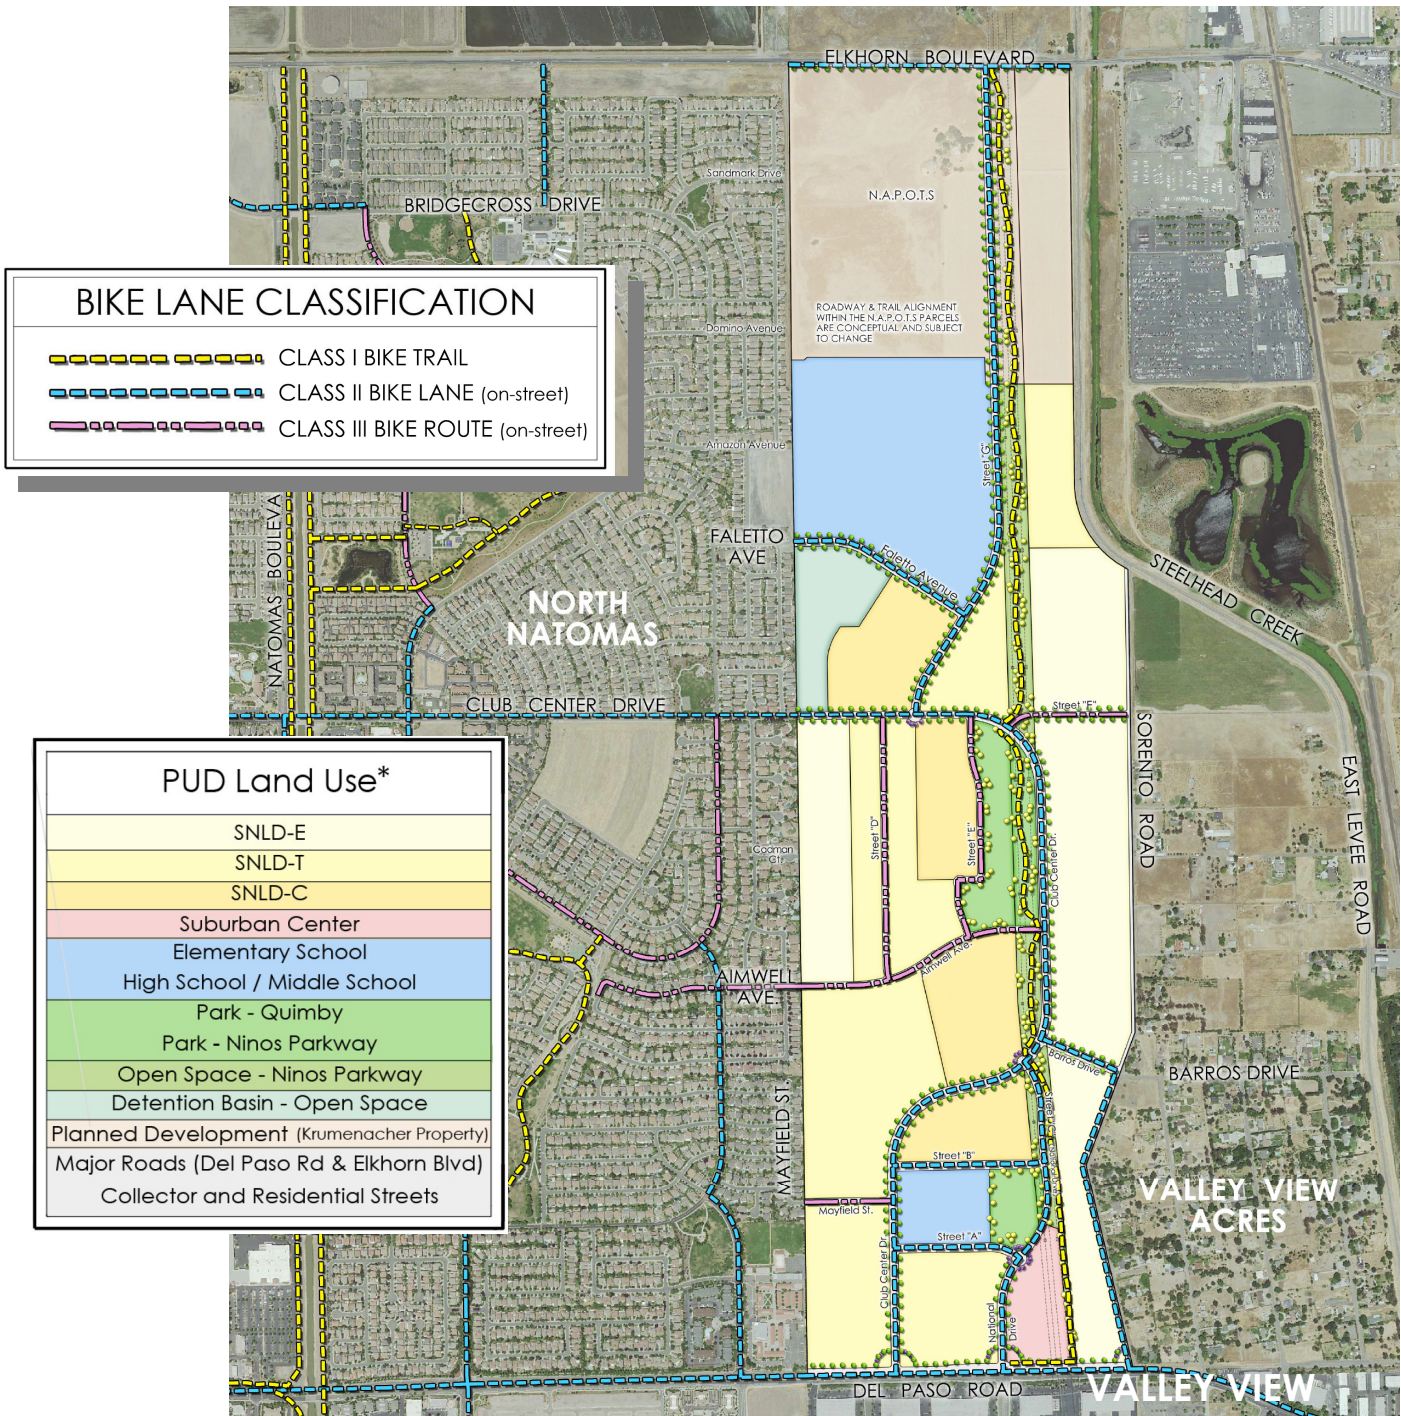 ELKHORN BOULEVARD
Sandmark Drive
N.A.P.O.T.S
BRIDGECROSS DRIVE
BIKE LANE CLASSIFICATION
CLASS I BIKE TRAIL
CLASS II BIKE LANE (on-street)
CLASS III BIKE ROUTE (on-street)
ROADWAY & TRAIL ALIGNMENT
WITHIN THE N.A.P.O.T.S PARCELS
ARE CONCEPTUAL AND SUBJECT
TO CHANGE
Domino Avenue
Amazon Avenue
Street "G"
NATOMAS BOULEVA
FALETTO
AVE
Faletto Avenue
STEELHEAD CREEK
NORTH
NATOMAS
CLUB CENTER DRIVE
Street "F"
SORENTO ROAD
EAST LEVEE ROAD
PUD Land Use*
SNLD-E
SNLD-T
SNLD-C
Suburban Center
Elementary School
High School / Middle School
Park - Quimby
Park - Ninos Parkway
Open Space - Ninos Parkway
Detention Basin - Open Space
Planned Development (Krumenacher Property)
Major Roads (Del Paso Rd & Elkhorn Blvd)
Collector and Residential Streets
Codman
Ct.
Street "D"
Street "E"
Club Center Dr.
AIMWELL
AVE.
Aimwell Ave.
Barros Drive
BARROS DRIVE
MAYFIELD ST.
Street "B"
Mayfield St.
VALLEY VIEW
ACRES
Street "A"
Club Center Dr.
National
Drive
DEL PASO ROAD
VALLEY VIEW